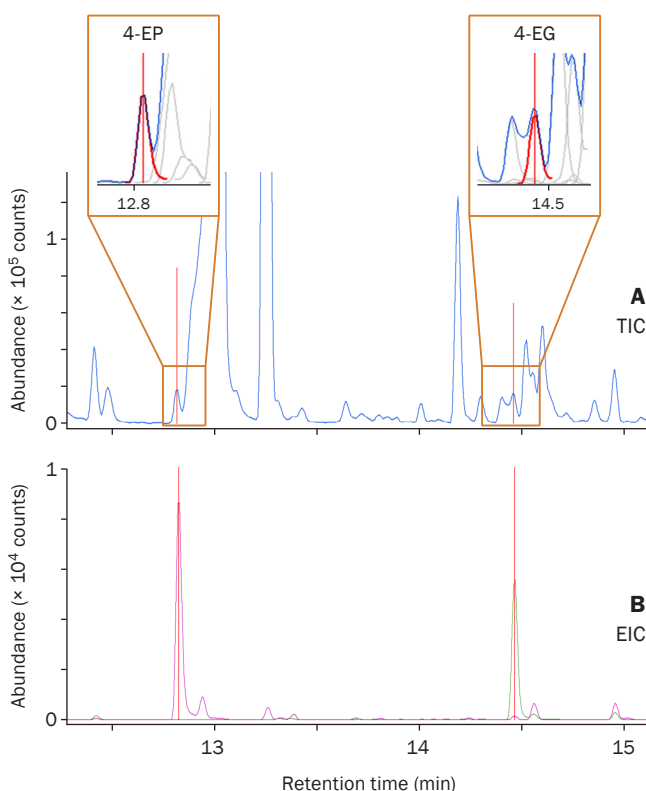 4-EP
4-EG
12.8
14.5
Abundance (× 10⁵ counts)
1
0
A
TIC
Abundance (× 10⁴ counts)
1
0
B
EIC
13
14
15
Retention time (min)